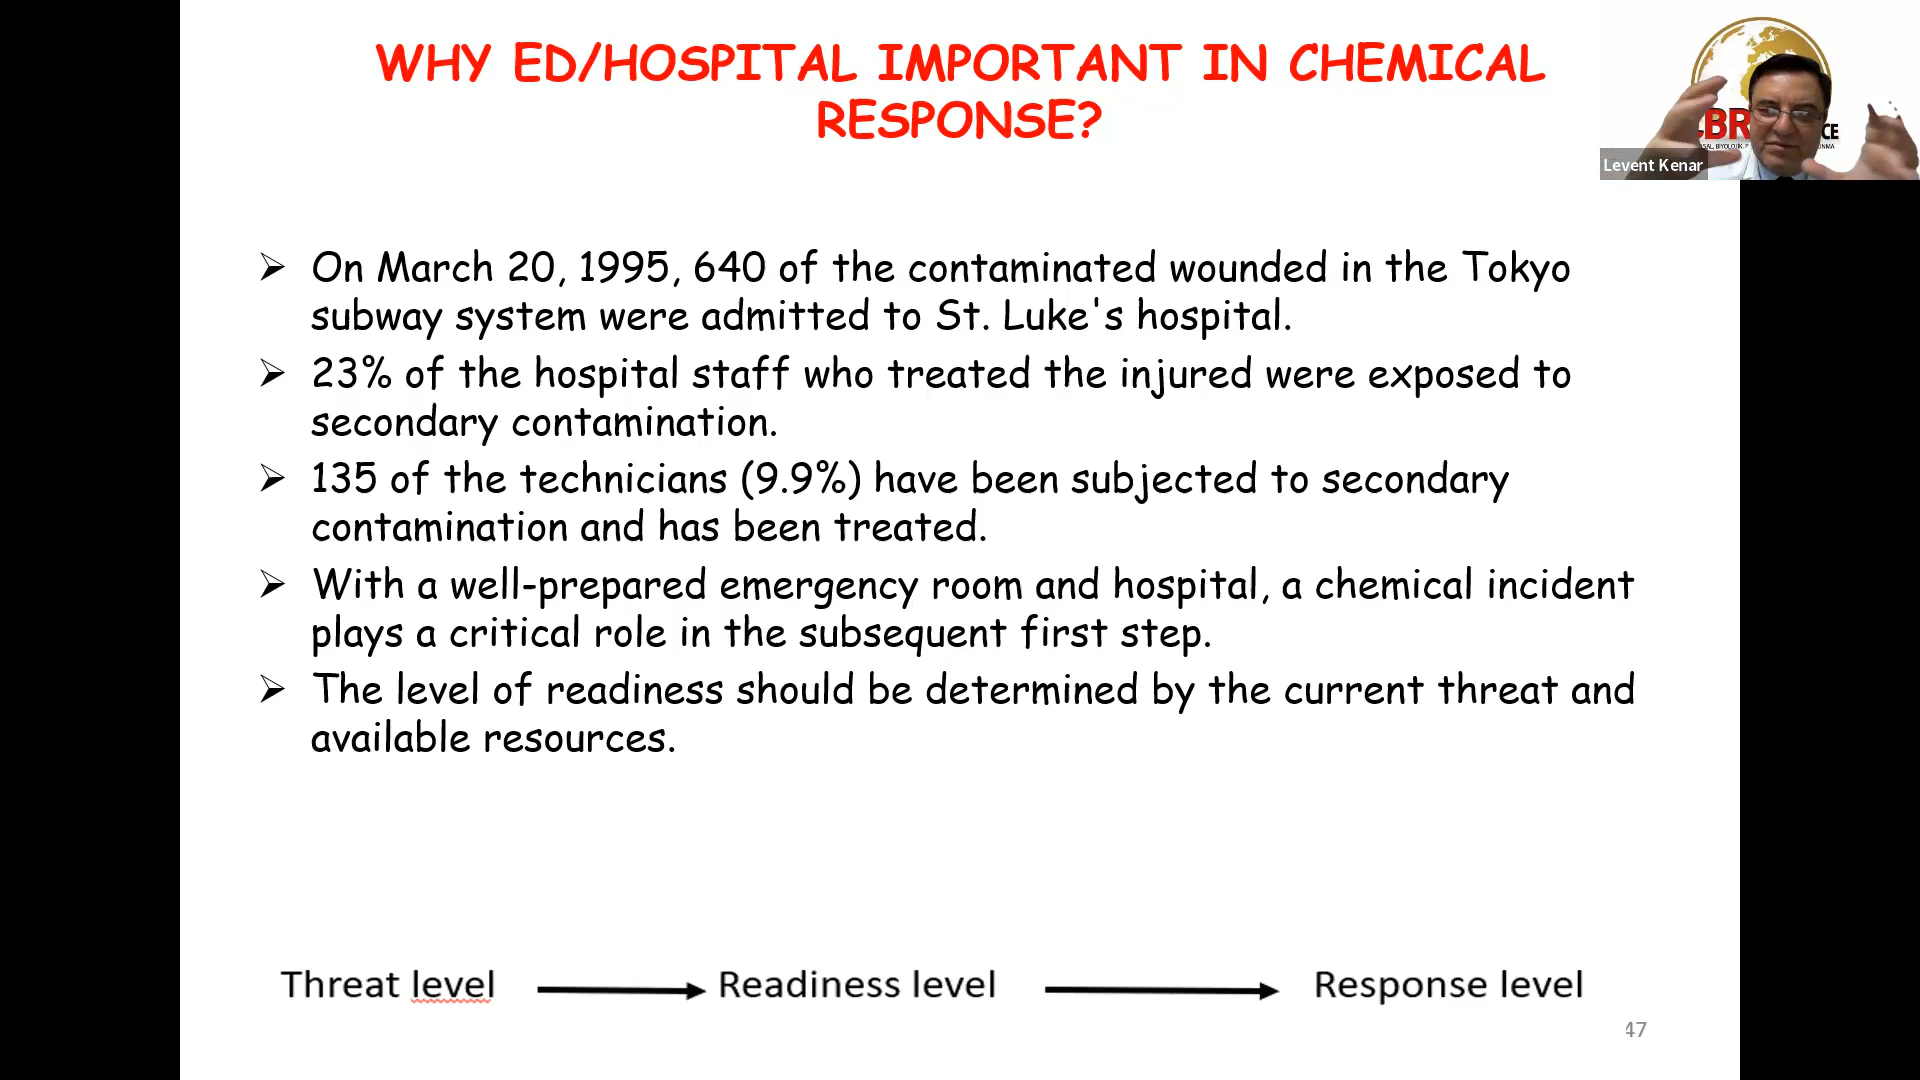 WHY ED/HOSPITAL IMPORTANT IN CHEMICAL
RESPONSE?
BR
CE
Levent Kenar
➢ On March 20, 1995, 640 of the contaminated wounded in the Tokyo
subway system were admitted to St. Luke's hospital.
➢ 23% of the hospital staff who treated the injured were exposed to
secondary contamination.
➢ 135 of the technicians (9.9%) have been subjected to secondary
contamination and has been treated.
➢ With a well-prepared emergency room and hospital, a chemical incident
plays a critical role in the subsequent first step.
➢ The level of readiness should be determined by the current threat and
available resources.
Threat level Readiness level Response level
47